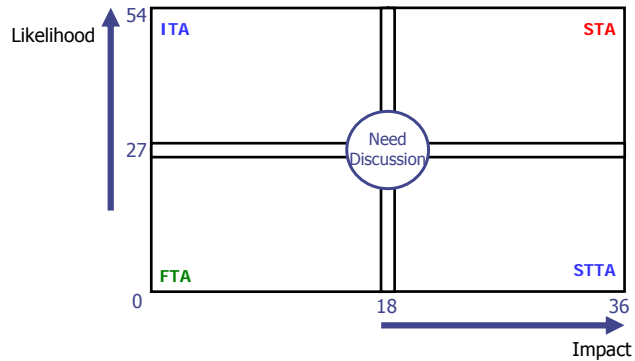 54
ITA
STA
Likelihood
Need
Discussion
27
FTA
STTA
0
18
36
Impact